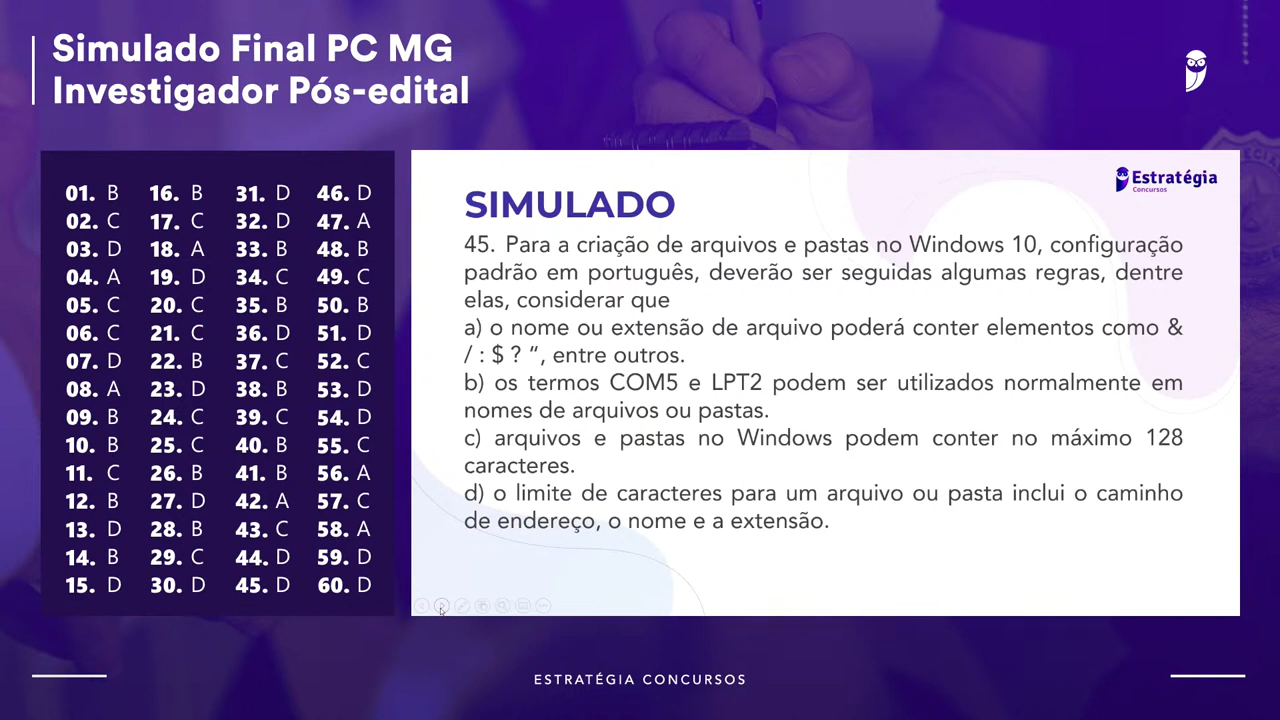 Simulado Final PC MG
Investigador Pós-edital
01. B 16. B 31. D 46. D
02. C 17. C 32. D 47. A
03. D 18. A 33. B 48. B
04. A 19. D 34. C 49. C
05. C 20. C 35. B 50. B
06. C 21. C 36. D 51. D
07. D 22. B 37. C 52. C
08. A 23. D 38. B 53. D
09. B 24. C 39. C 54. D
10. B 25. C 40. B 55. C
11. C 26. B 41. B 56. A
12. B 27. D 42. A 57. C
13. D 28. B 43. C 58. A
14. B 29. C 44. D 59. D
15. D 30. D 45. D 60. D
Estratégia
Concursos
SIMULADO
45. Para a criação de arquivos e pastas no Windows 10, configuração
padrão em português, deverão ser seguidas algumas regras, dentre
elas, considerar que
a) o nome ou extensão de arquivo poderá conter elementos como &
/ : $ ? “, entre outros.
b) os termos COM5 e LPT2 podem ser utilizados normalmente em
nomes de arquivos ou pastas.
c) arquivos e pastas no Windows podem conter no máximo 128
caracteres.
d) o limite de caracteres para um arquivo ou pasta inclui o caminho
de endereço, o nome e a extensão.
ESTRATÉGIA CONCURSOS